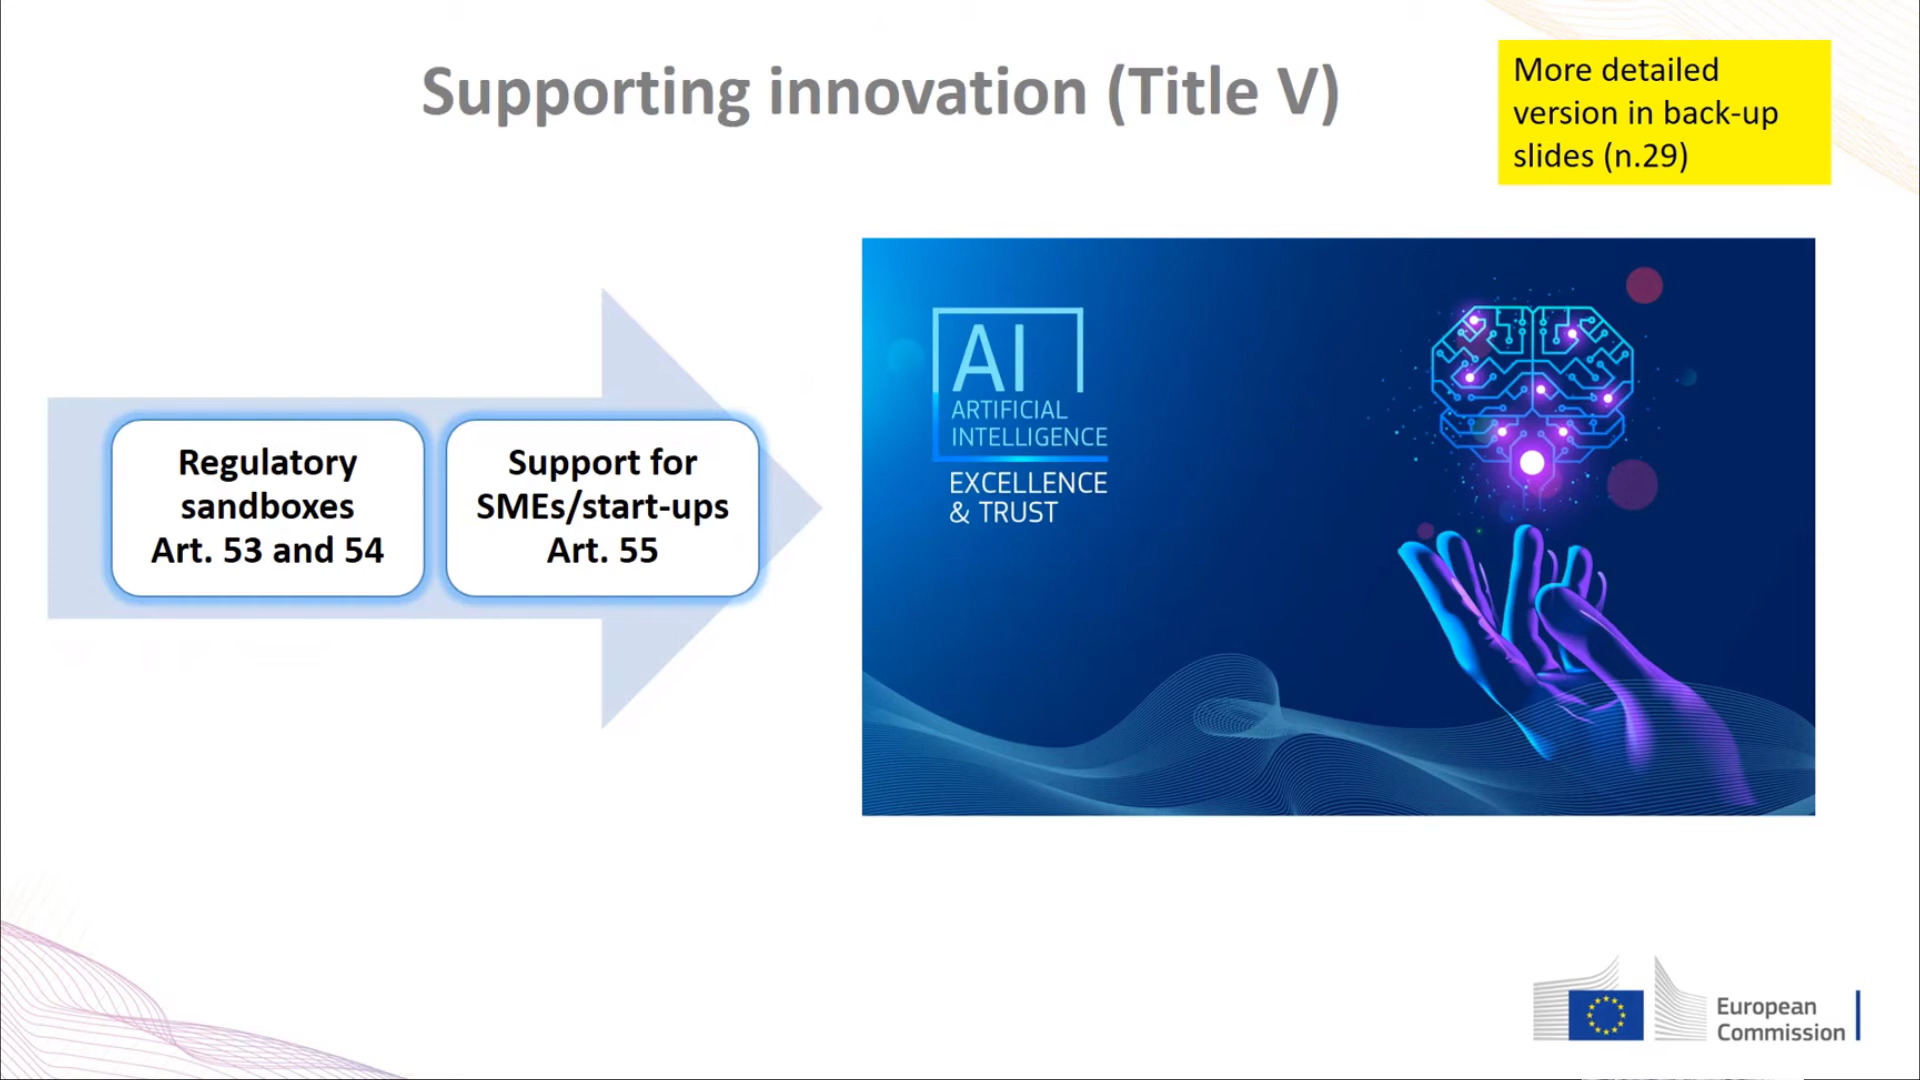 Supporting innovation (Title V)
More detailed
version in back-up
slides (n.29)
Regulatory
sandboxes
Art. 53 and 54
Support for
SMEs/start-ups
Art. 55
AI
ARTIFICIAL
INTELLIGENCE
EXCELLENCE
& TRUST
European
Commission